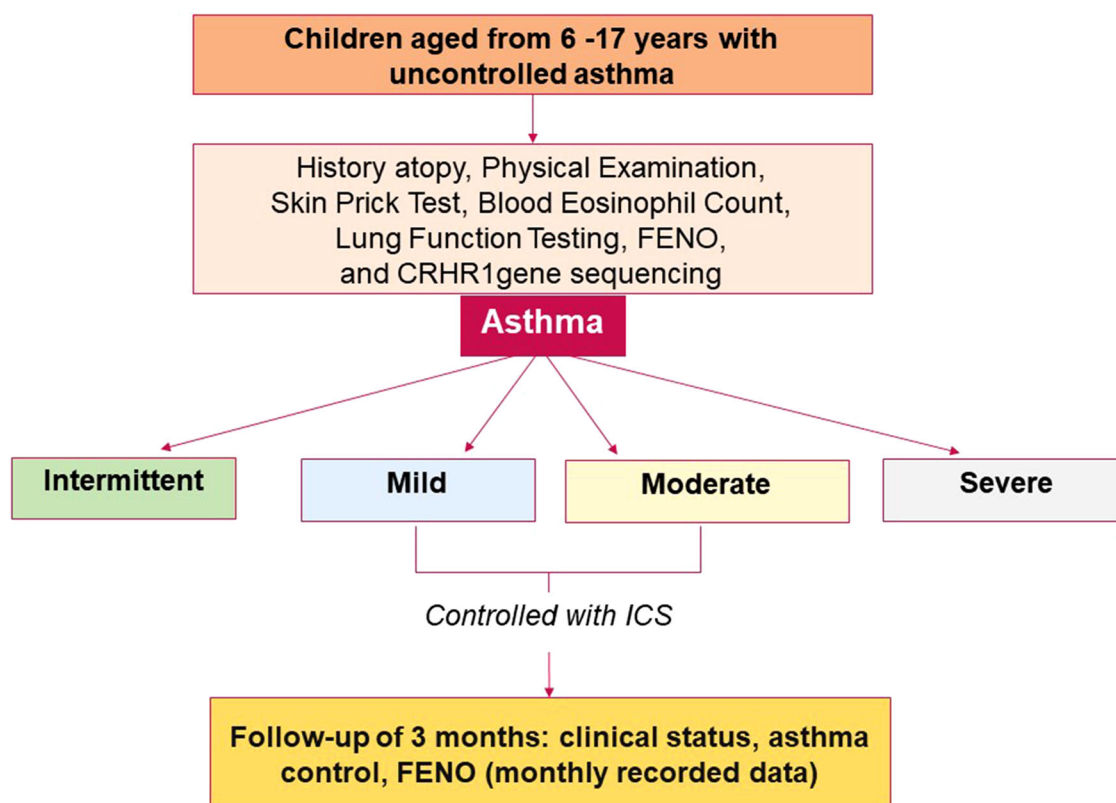 Children aged from 6 -17 years with
uncontrolled asthma
History atopy, Physical Examination,
Skin Prick Test, Blood Eosinophil Count,
Lung Function Testing, FENO,
and CRHR1gene sequencing
Asthma
Intermittent
Mild
Moderate
Severe
Controlled with ICS
Follow-up of 3 months: clinical status, asthma
control, FENO (monthly recorded data)